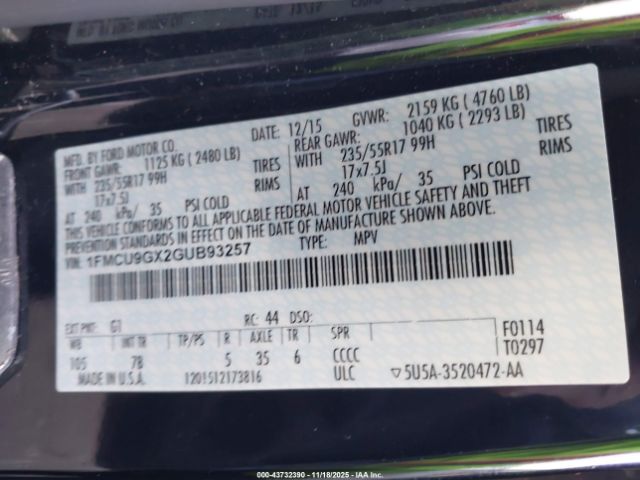 MFD. BY FORD MOTOR CO. DATE: 12/15 GVWR: 2159 KG ( 4760 LB)
FRONT GAWR: 1125 KG ( 2480 LB) REAR GAWR: 1040 KG ( 2293 LB)
WITH 235/55R17 99H TIRES WITH 235/55R17 99H TIRES
17x7.5J RIMS 17x7.5J RIMS
AT 240 kPa/ 35 PSI COLD AT 240 kPa/ 35 PSI COLD
THIS VEHICLE CONFORMS TO ALL APPLICABLE FEDERAL MOTOR VEHICLE SAFETY AND THEFT
PREVENTION STANDARDS IN EFFECT ON THE DATE OF MANUFACTURE SHOWN ABOVE.
VIN: 1FMCU9GX2GUB93257 TYPE: MPV
EXT PNT: G1 RC: 44 DSO: F0114
WB INT TR TP/PS R AXLE TR SPR T0297
105 7B 5 35 6 CCCC
MADE IN U.S.A. 1201512173816 ULC ▽5U5A-3520472-AA
000-43732390 | 11/18/2025 | IAA Inc.